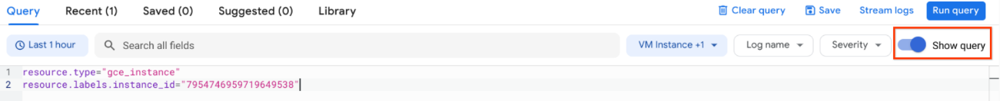 Query Recent (1) Saved (0) Suggested (0) Library Clear query Save Stream logs Run query
Last 1 hour Search all fields VM Instance +1 Log name Severity Show query
1 resource.type="gce_instance"
2 resource.labels.instance_id="7954746959719649538"